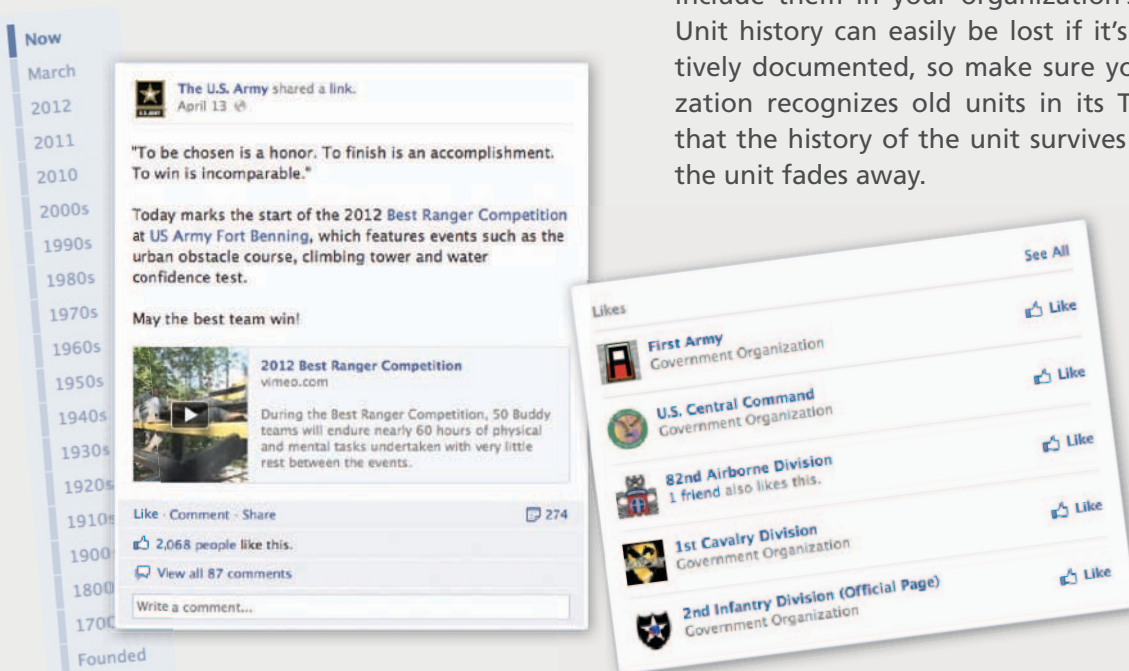 include them in your organization's
Unit history can easily be lost if it's
tively documented, so make sure yo
zation recognizes old units in its T
that the history of the unit survives
the unit fades away.
Now
March
2012
2011
2010
2000s
1990s
1980s
1970s
1960s
1950s
1940s
1930s
1920s
1910s
1900
1800
1700
Founded
The U.S. Army shared a link.
April 13
"To be chosen is a honor. To finish is an accomplishment.
To win is incomparable."
Today marks the start of the 2012 Best Ranger Competition
at US Army Fort Benning, which features events such as the
urban obstacle course, climbing tower and water
confidence test.
May the best team win!
2012 Best Ranger Competition
vimeo.com
During the Best Ranger Competition, 50 Buddy
teams will endure nearly 60 hours of physical
and mental tasks undertaken with very little
rest between the events.
Like · Comment · Share
274
2,068 people like this.
View all 87 comments
Write a comment...
See All
Likes
First Army
Government Organization
Like
U.S. Central Command
Government Organization
Like
82nd Airborne Division
1 friend also likes this.
Like
1st Cavalry Division
Government Organization
Like
2nd Infantry Division (Official Page)
Government Organization
Like